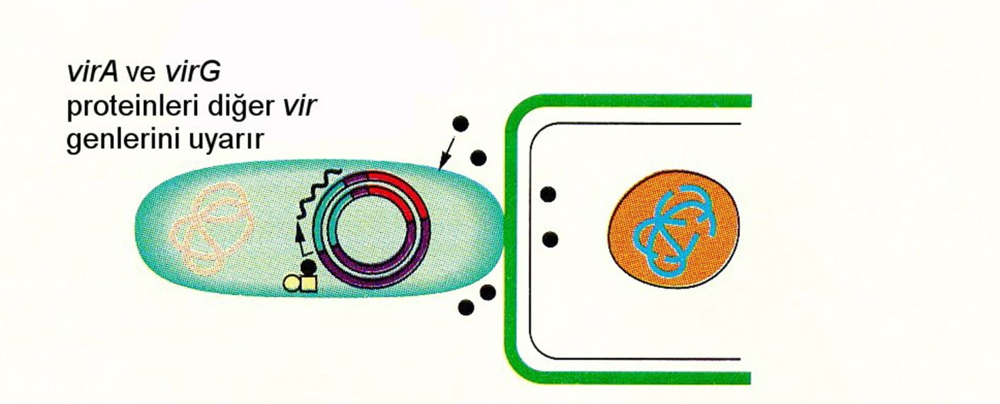 virA ve virG
proteinleri diğer vir
genlerini uyarır